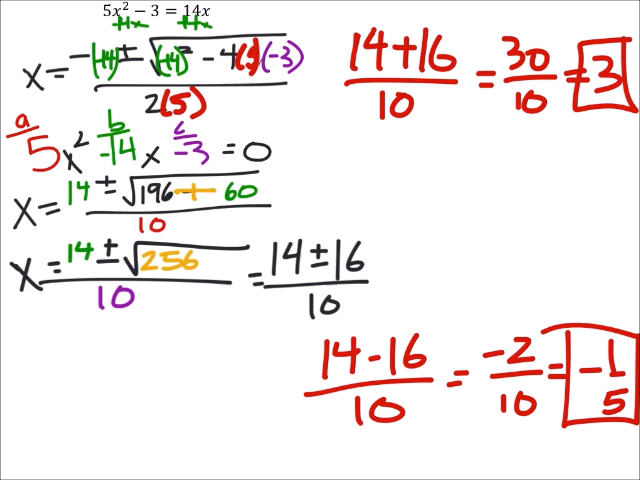 5x² − 3 = 14x
-14x -14x
x = −(-14) ± √(-14)² − 4(5)(-3) / 2(5)
a b c
5x² -14x -3 = 0
x = 14 ± √196 + 60 / 10
x = 14 ± √256 / 10 = 14 ± 16 / 10
14+16 / 10 = 30 / 10 = 3
14-16 / 10 = -2 / 10 = -1 / 5